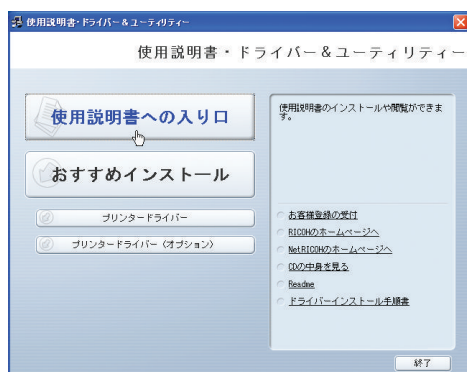 使用説明書・ドライバー&ユーティリティー
使用説明書・ドライバー&ユーティリティー
使用説明書への入り口
おすすめインストール
プリンタードライバー
プリンタードライバー（オプション）
使用説明書のインストールや閲覧ができま
す。
お客様登録の受付
RICOHのホームページへ
NetRICOHのホームページへ
CDの中身を見る
Readme
ドライバーインストール手順書
終了